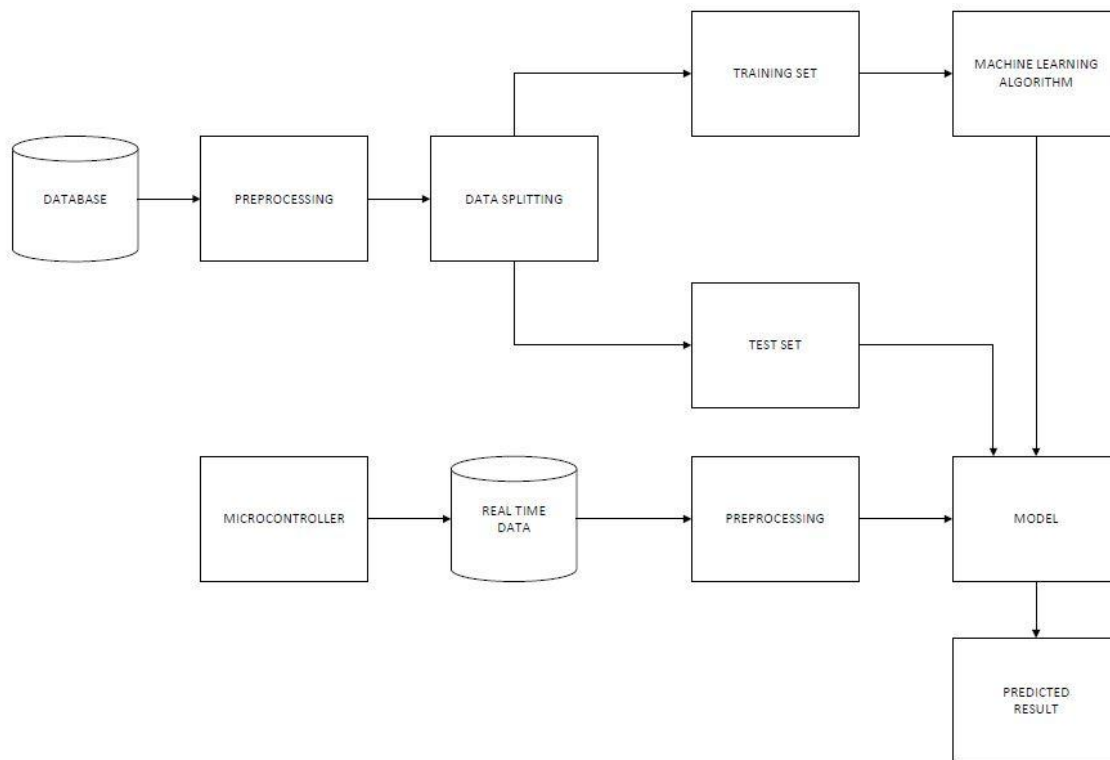 TRAINING SET
MACHINE LEARNING
ALGORITHM
DATABASE
PREPROCESSING
DATA SPLITTING
TEST SET
MICROCONTROLLER
REAL TIME
DATA
PREPROCESSING
MODEL
PREDICTED
RESULT